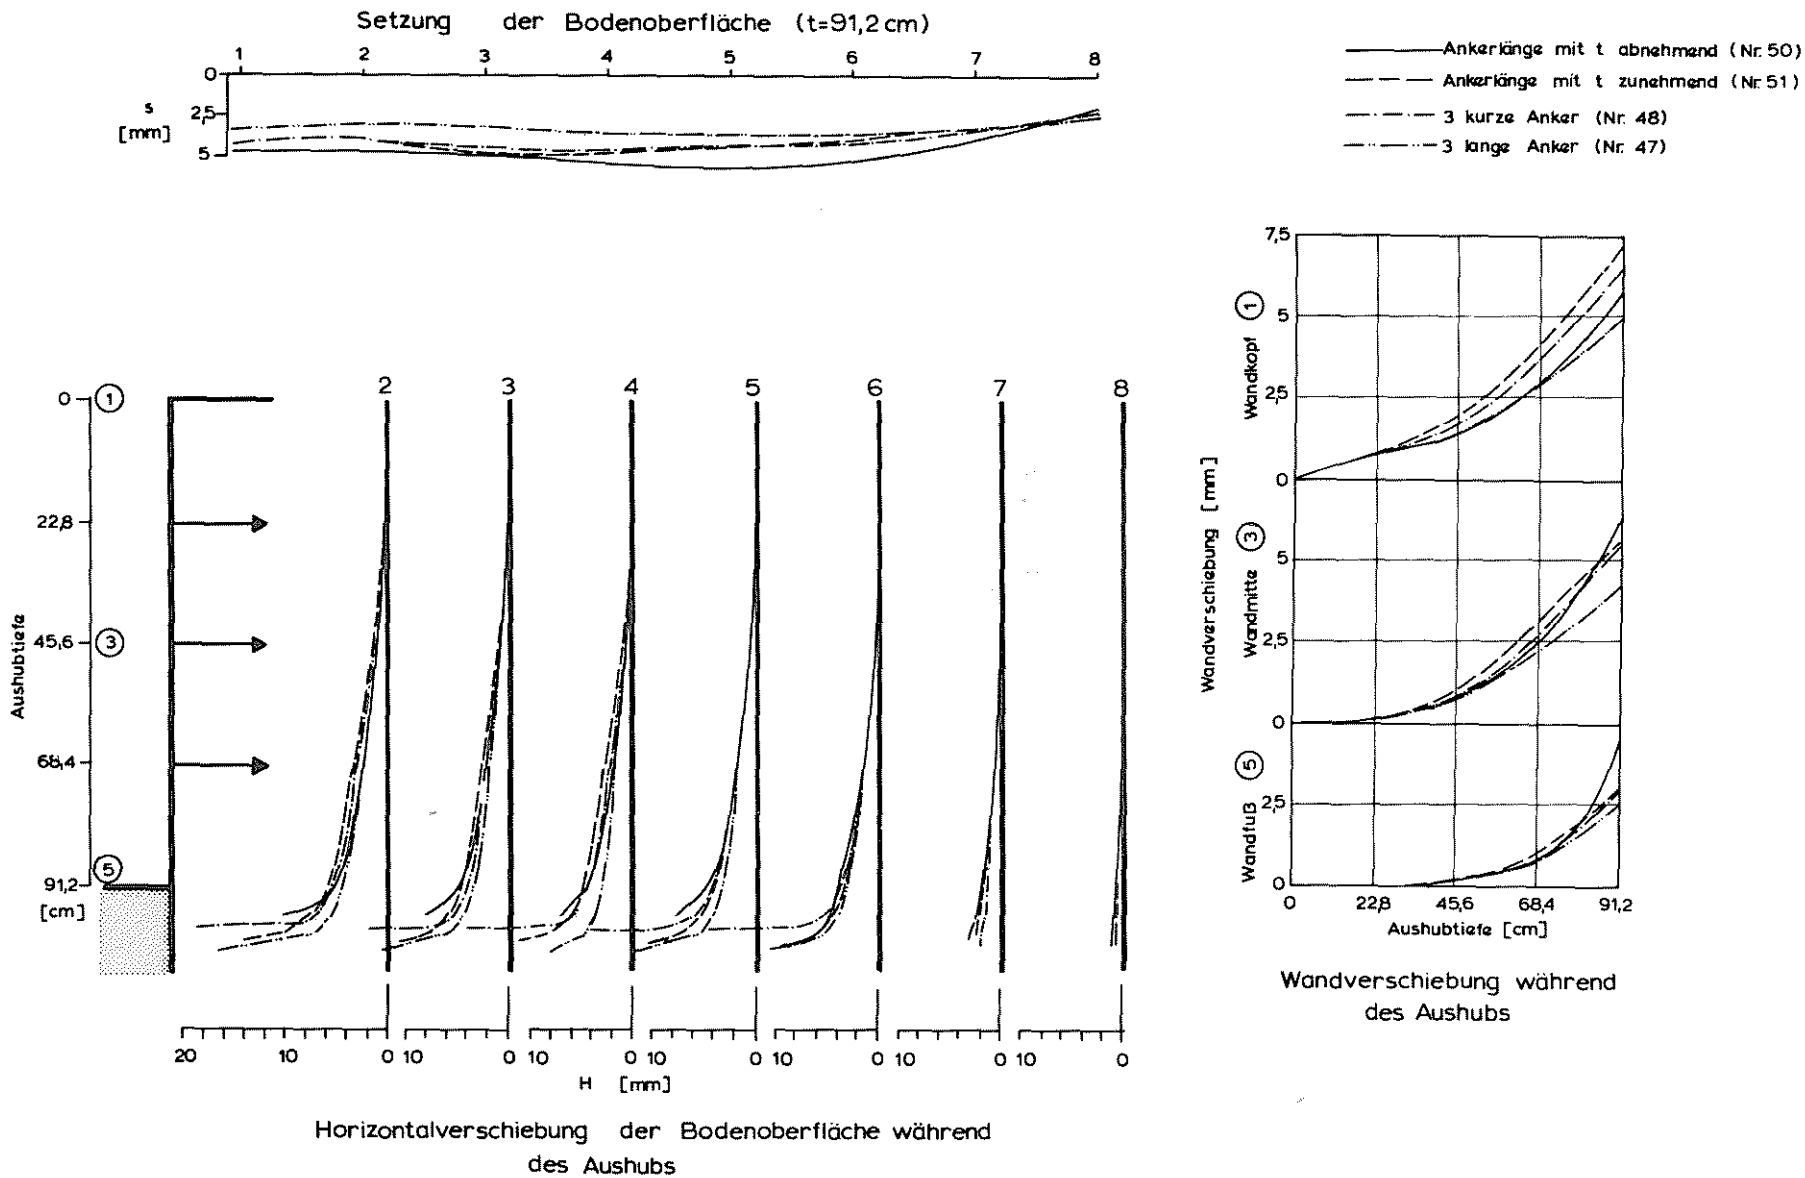 Setzung der Bodenoberfläche (t=91,2 cm)
1 2 3 4 5 6 7 8
0
s
2,5
[mm]
5
Ankerlänge mit t abnehmend (Nr. 50)
Ankerlänge mit t zunehmend (Nr. 51)
3 kurze Anker (Nr. 48)
3 lange Anker (Nr. 47)
2 3 4 5 6 7 8
0 1
22,8
45,6 3
68,4
5
91,2
[cm]
Aushubtiefe
20 10 0 10 0 10 0 10 0 10 0 10 0 10 0
H [mm]
Horizontalverschiebung der Bodenoberfläche während
des Aushubs
7,5
5
2,5
0
5
2,5
0
2,5
0
Wandverschiebung [mm]
Wandkopf 1
Wandmitte 3
Wandfuß 5
0 22,8 45,6 68,4 91,2
Aushubtiefe [cm]
Wandverschiebung während
des Aushubs